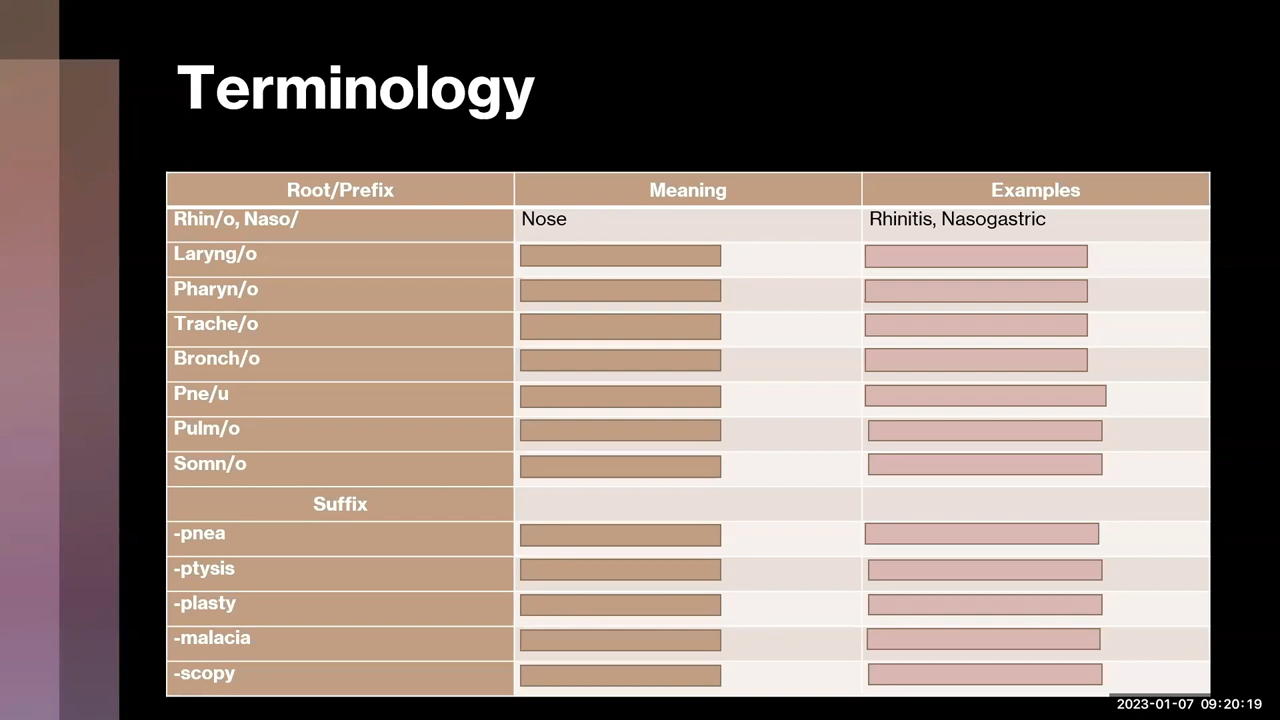 Terminology
Root/Prefix Meaning Examples
Rhin/o, Naso/ Nose Rhinitis, Nasogastric
Laryng/o
Pharyn/o
Trache/o
Bronch/o
Pne/u
Pulm/o
Somn/o
Suffix
-pnea
-ptysis
-plasty
-malacia
-scopy
2023-01-07 09:20:19